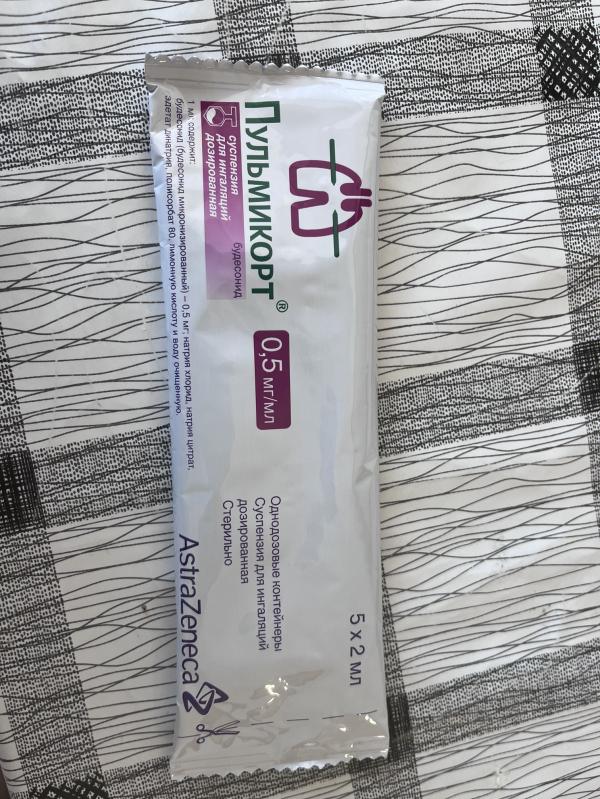 ПУЛЬМИКОРТ®
будесонид
суспензия
для ингаляций
дозированная
1 мл содержит:
будесонид (будесонид микронизированный) – 0,5 мг; натрия хлорид, натрия цитрат,
эдетат динатрия, полисорбат 80, лимонную кислоту и воду очищенную.
0,5 мг/мл
5 x 2 мл
Однодозовые контейнеры
Суспензия для ингаляций
дозированная
Стерильно
AstraZeneca